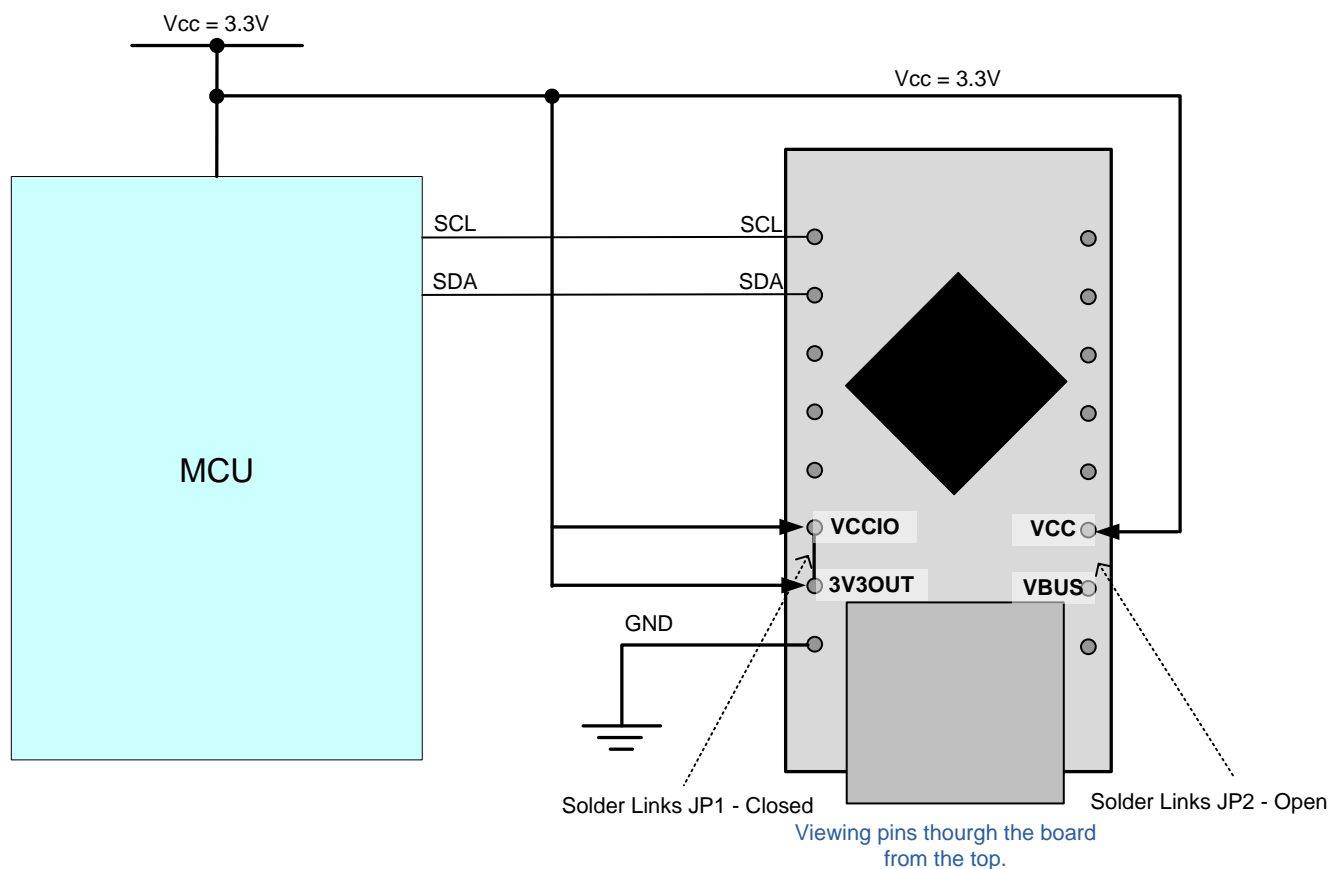 Vcc = 3.3V
Vcc = 3.3V
SCL
SCL
SDA
SDA
MCU
VCCIO
VCC
3V3OUT
VBUS
GND
Solder Links JP1 - Closed
Solder Links JP2 - Open
Viewing pins thourgh the board
from the top.